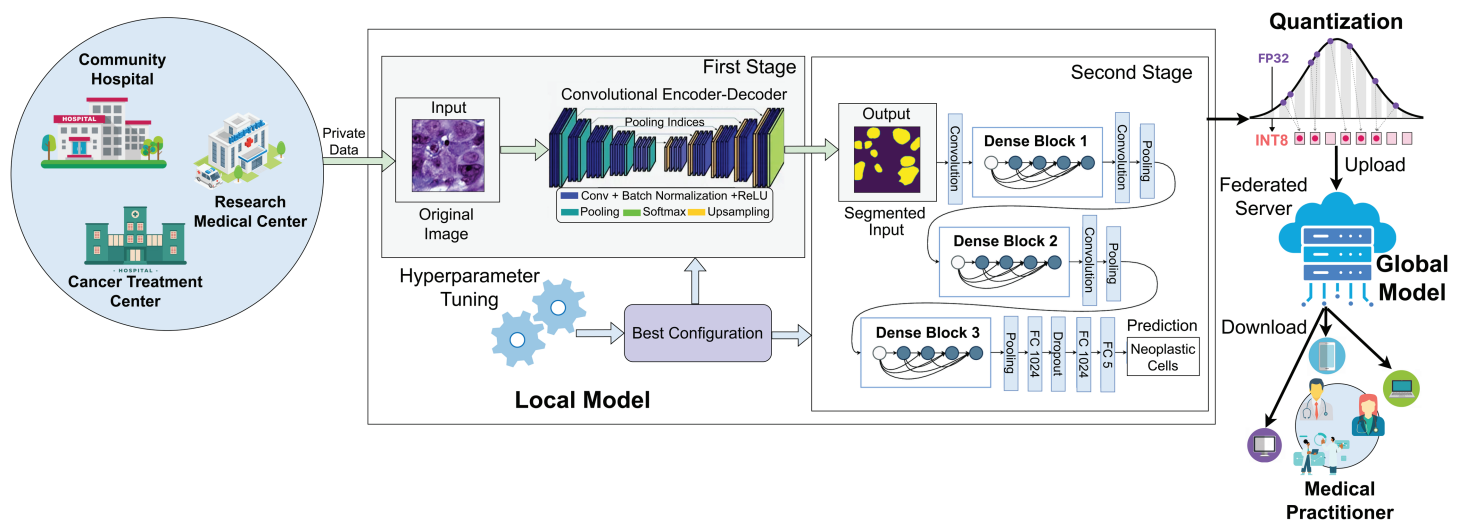 Community
Hospital
HOSPITAL
HOSPITAL
Research
Medical Center
- HOSPITAL -
Cancer Treatment
Center
Private
Data
First Stage
Input
Original
Image
Convolutional Encoder-Decoder
Pooling Indices
Conv + Batch Normalization +ReLU
Pooling
Softmax
Upsampling
Hyperparameter
Tuning
Best Configuration
Local Model
Second Stage
Output
Segmented
Input
Convolution
Dense Block 1
Convolution
Pooling
Dense Block 2
Convolution
Pooling
Dense Block 3
Pooling
FC 1024
Dropout
FC 1024
FC 5
Prediction
Neoplastic
Cells
Quantization
FP32
INT8
Upload
Federated
Server
Global
Model
Download
Medical
Practitioner